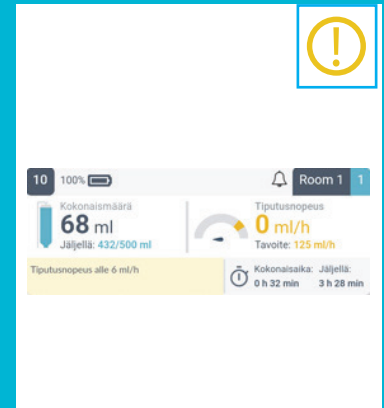 10 100% Room 1 1
Kokonaismäärä
68 ml
Jäljellä: 432/500 ml
Tiputusnopeus
0 ml/h
Tavoite: 125 ml/h
Tiputusnopeus alle 6 ml/h
Kokonaisaika: Jäljellä:
0 h 32 min 3 h 28 min